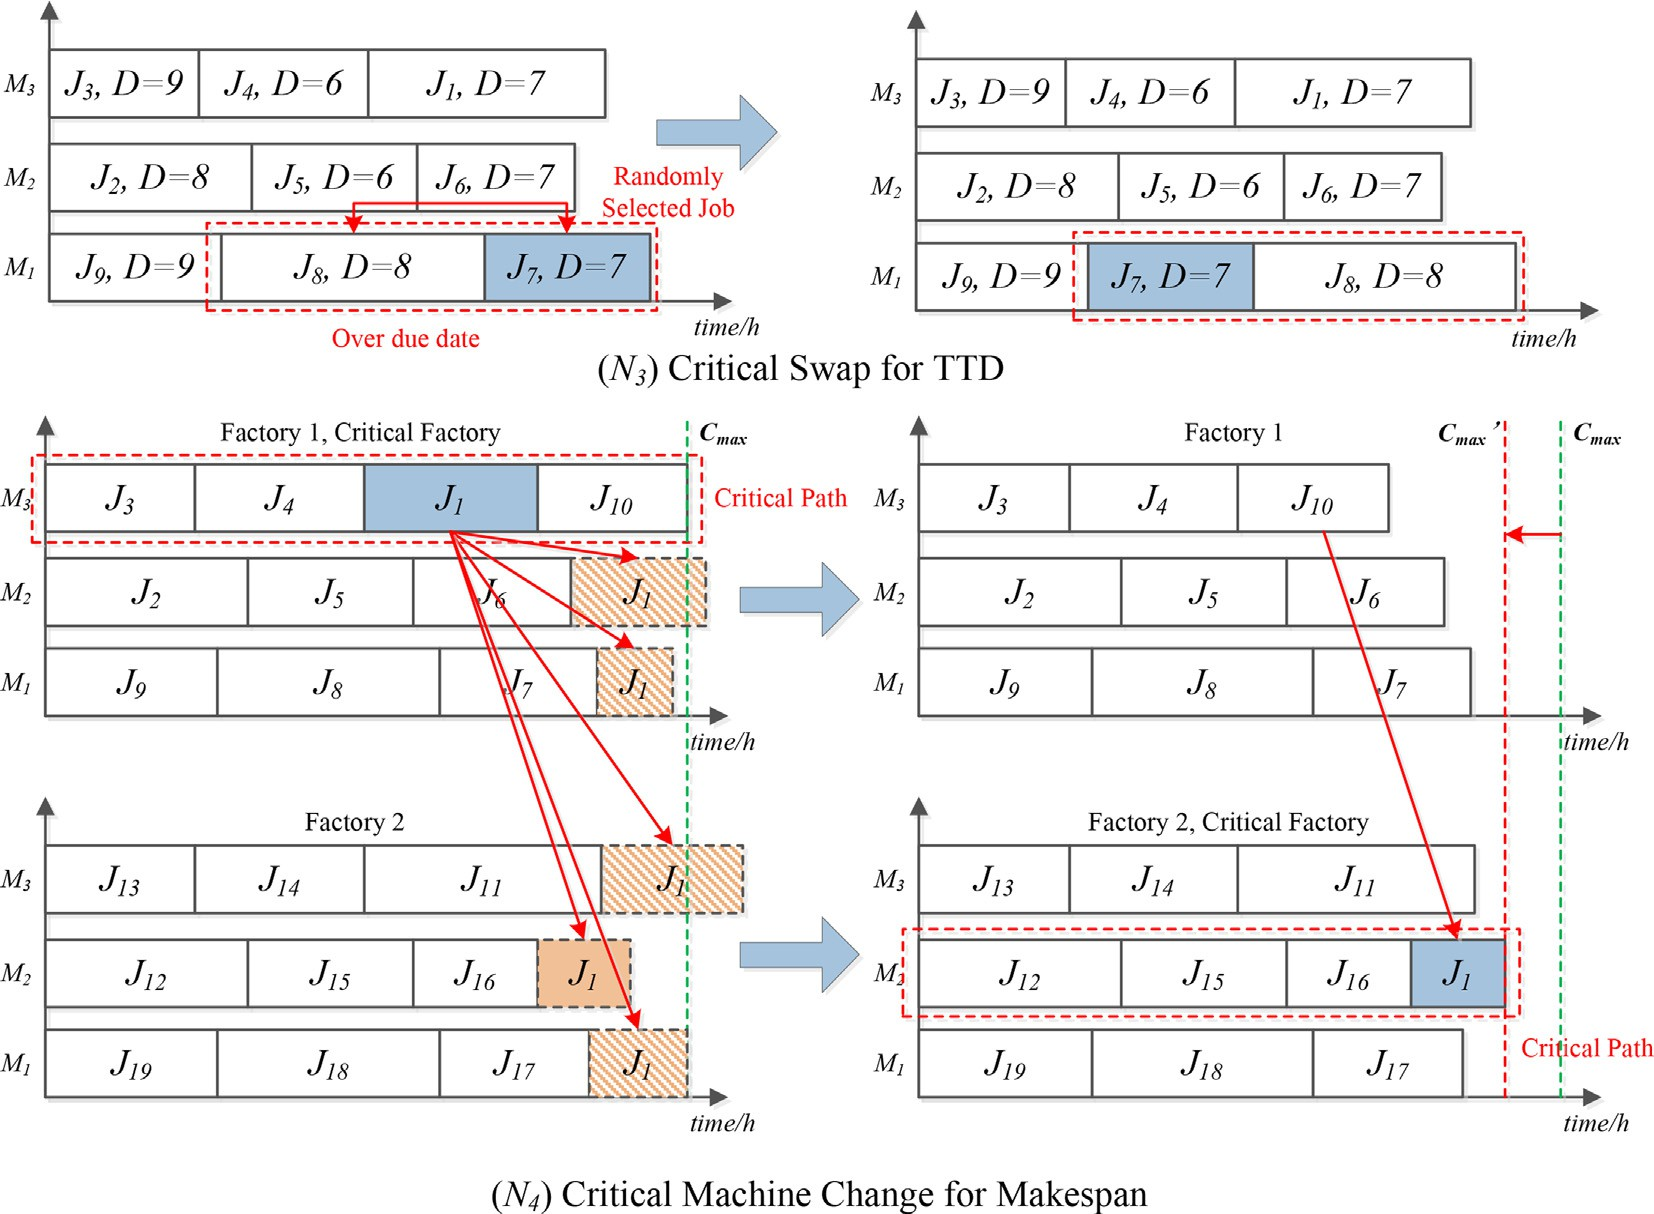 M3 J3, D=9 J4, D=6 J1, D=7
M2 J2, D=8 J5, D=6 J6, D=7
Randomly
Selected Job
M1 J9, D=9 J8, D=8 J7, D=7
time/h
Over due date
M3 J3, D=9 J4, D=6 J1, D=7
M2 J2, D=8 J5, D=6 J6, D=7
M1 J9, D=9 J7, D=7 J8, D=8
time/h
(N3) Critical Swap for TTD
Factory 1, Critical Factory Cmax
M3 J3 J4 J1 J10 Critical Path
M2 J2 J5 J6 J1
M1 J9 J8 J7 J1
time/h
Factory 1 Cmax’ Cmax
M3 J3 J4 J10
M2 J2 J5 J6
M1 J9 J8 J7
time/h
Factory 2
M3 J13 J14 J11 J1
M2 J12 J15 J16 J1
M1 J19 J18 J17 J1
time/h
Factory 2, Critical Factory
M3 J13 J14 J11
M2 J12 J15 J16 J1
Critical Path
M1 J19 J18 J17
time/h
(N4) Critical Machine Change for Makespan